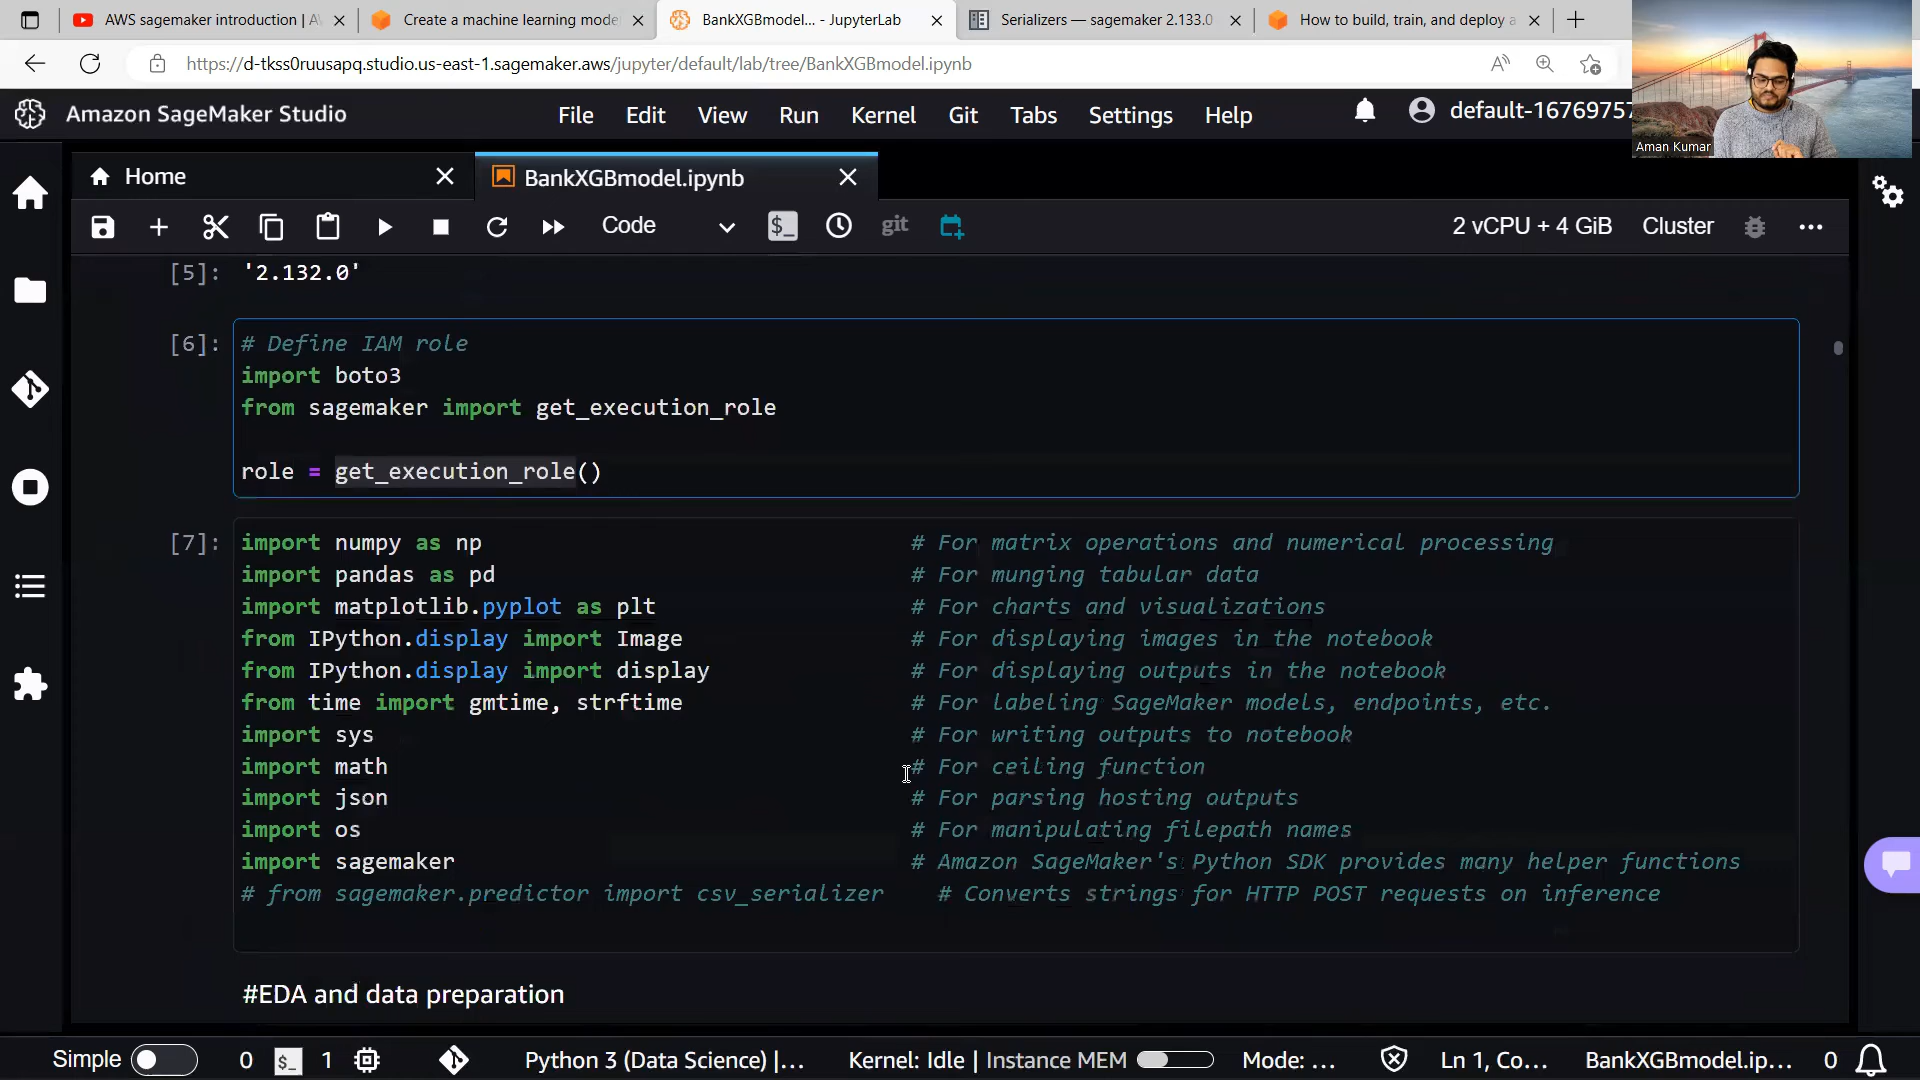 AWS sagemaker introduction | A
Create a machine learning mode
BankXGBmodel... - JupyterLab
Serializers — sagemaker 2.133.0
How to build, train, and deploy a
https://d-tkss0ruusapq.studio.us-east-1.sagemaker.aws/jupyter/default/lab/tree/BankXGBmodel.ipynb
Amazon SageMaker Studio
File Edit View Run Kernel Git Tabs Settings Help
default-16769757
Aman Kumar
Home
BankXGBmodel.ipynb
Code
git
2 vCPU + 4 GiB
Cluster
[5]: '2.132.0'
[6]: # Define IAM role
import boto3
from sagemaker import get_execution_role
role = get_execution_role()
[7]: import numpy as np # For matrix operations and numerical processing
import pandas as pd # For munging tabular data
import matplotlib.pyplot as plt # For charts and visualizations
from IPython.display import Image # For displaying images in the notebook
from IPython.display import display # For displaying outputs in the notebook
from time import gmtime, strftime # For labeling SageMaker models, endpoints, etc.
import sys # For writing outputs to notebook
import math # For ceiling function
import json # For parsing hosting outputs
import os # For manipulating filepath names
import sagemaker # Amazon SageMaker's Python SDK provides many helper functions
# from sagemaker.predictor import csv_serializer # Converts strings for HTTP POST requests on inference
#EDA and data preparation
Simple 0 $_ 1 Python 3 (Data Science) |... Kernel: Idle | Instance MEM Mode: ... Ln 1, Co... BankXGBmodel.ip... 0